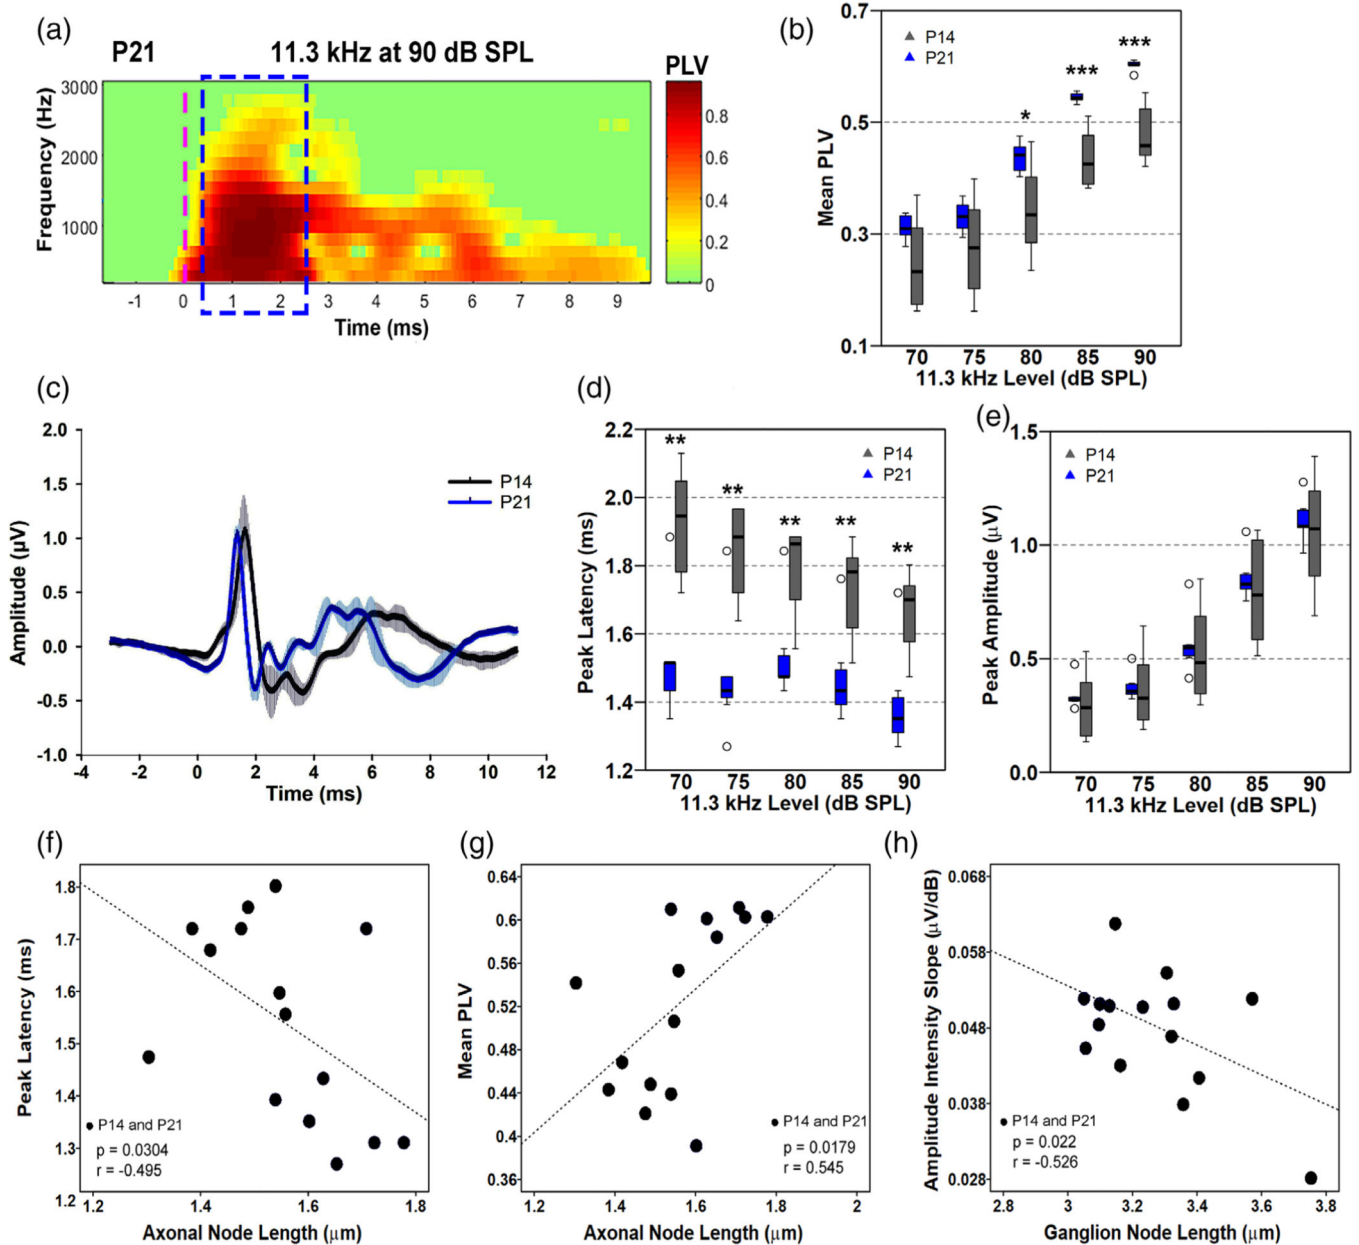 (a)
P21 11.3 kHz at 90 dB SPL
PLV
Frequency (Hz)
3000
2000
1000
0.8
0.6
0.4
0.2
0
-1 0 1 2 3 4 5 6 7 8 9
Time (ms)
(b)
Mean PLV
0.7
0.5
0.3
0.1
P14
P21
*
***
***
70 75 80 85 90
11.3 kHz Level (dB SPL)
(c)
Amplitude (µV)
2.0
1.5
1.0
0.5
0.0
-0.5
-1.0
P14
P21
-4 -2 0 2 4 6 8 10 12
Time (ms)
(d)
Peak Latency (ms)
2.2
2.0
1.8
1.6
1.4
1.2
**
**
**
**
**
P14
P21
70 75 80 85 90
11.3 kHz Level (dB SPL)
(e)
Peak Amplitude (µV)
1.5
1.0
0.5
0.0
P14
P21
70 75 80 85 90
11.3 kHz Level (dB SPL)
(f)
Peak Latency (ms)
1.8
1.7
1.6
1.5
1.4
1.3
1.2
P14 and P21
p = 0.0304
r = -0.495
1.2 1.4 1.6 1.8
Axonal Node Length (µm)
(g)
Mean PLV
0.64
0.6
0.56
0.52
0.48
0.44
0.4
0.36
P14 and P21
p = 0.0179
r = 0.545
1.2 1.4 1.6 1.8 2
Axonal Node Length (µm)
(h)
Amplitude Intensity Slope (µV/dB)
0.068
0.058
0.048
0.038
0.028
P14 and P21
p = 0.022
r = -0.526
2.8 3 3.2 3.4 3.6 3.8
Ganglion Node Length (µm)